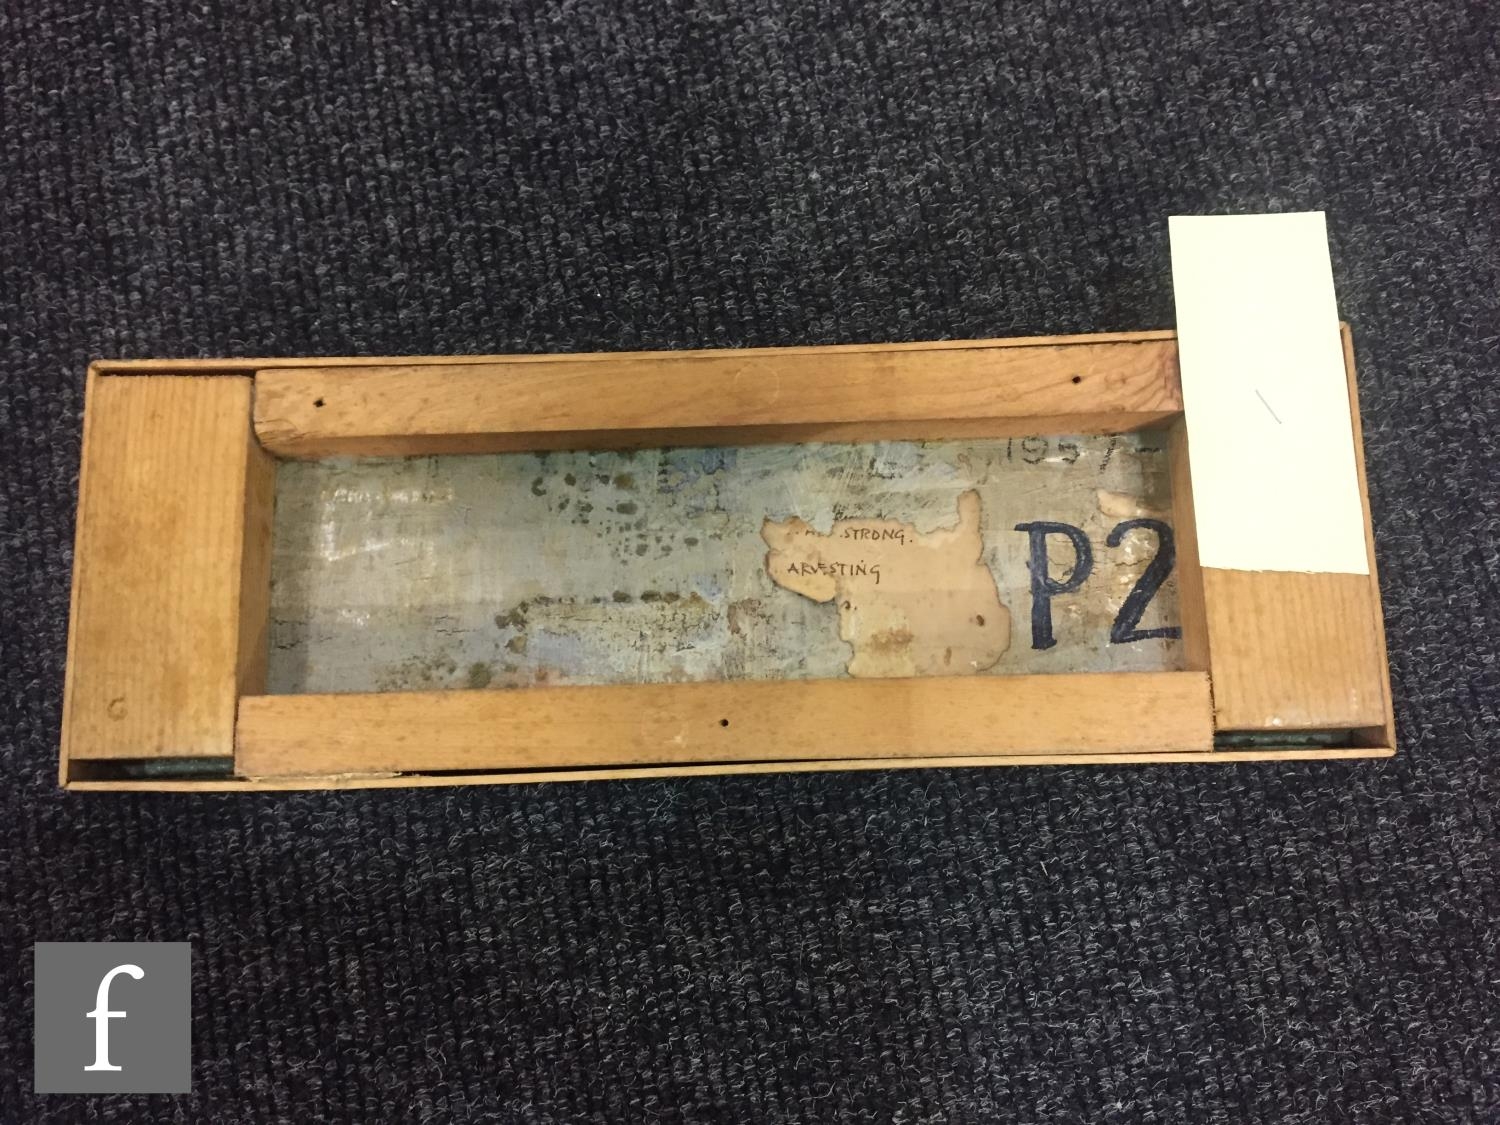 1957-
STRONG.
ARVESTING
P2
G
f